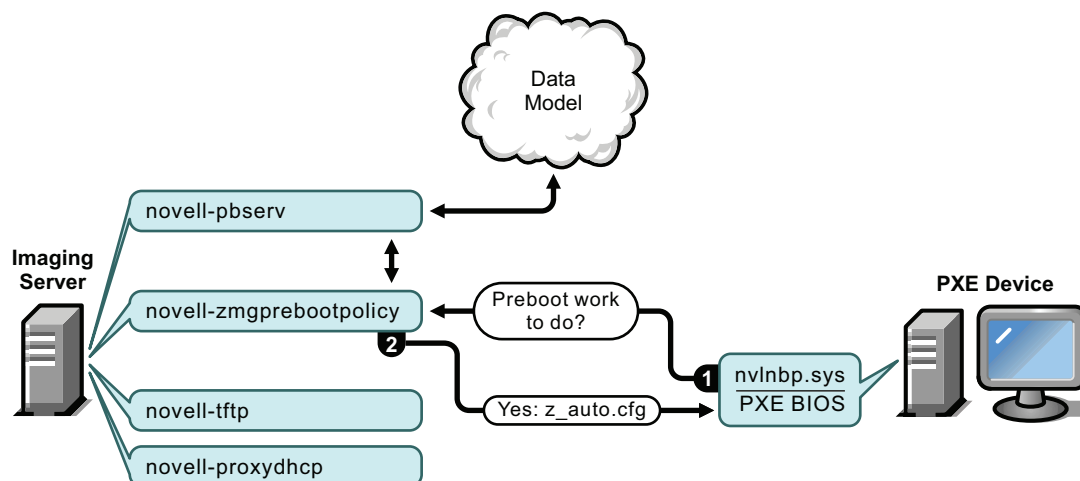 Data
Model
novell-pbserv
Imaging
Server
novell-zmgprebootpolicy
2
Preboot work
to do?
PXE Device
1
nvlnbp.sys
PXE BIOS
Yes: z_auto.cfg
novell-tftp
novell-proxydhcp